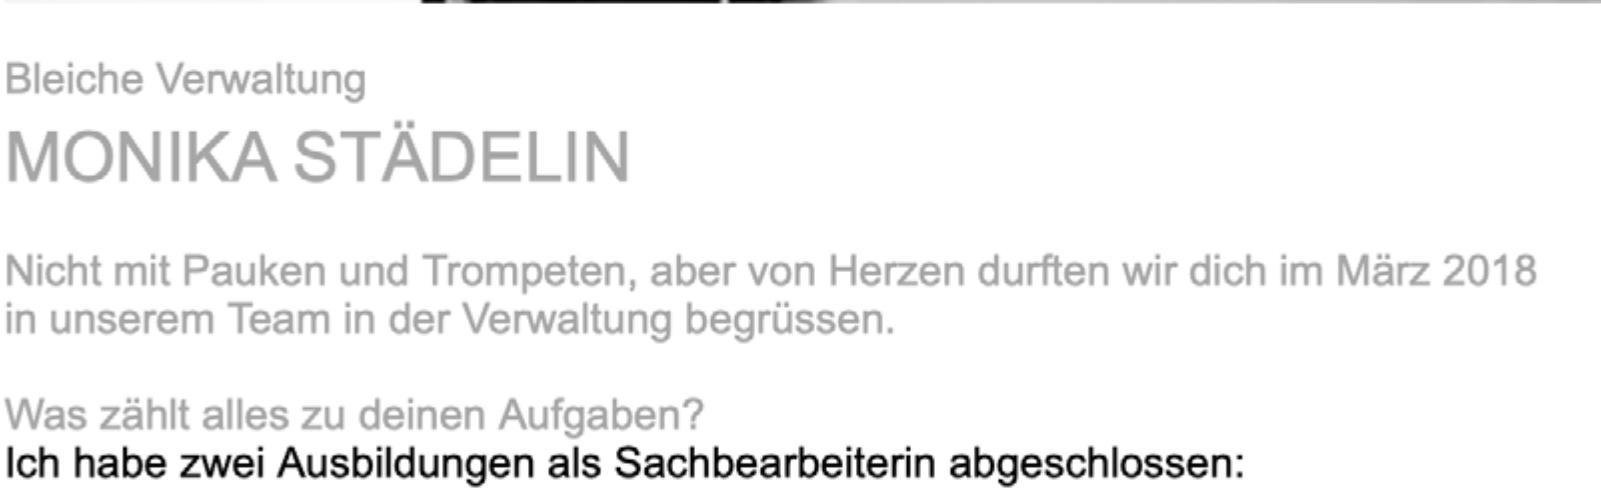 Bleiche Verwaltung
MONIKA STÄDELIN
Nicht mit Pauken und Trompeten, aber von Herzen durften wir dich im März 2018
in unserem Team in der Verwaltung begrüssen.
Was zählt alles zu deinen Aufgaben?
Ich habe zwei Ausbildungen als Sachbearbeiterin abgeschlossen: